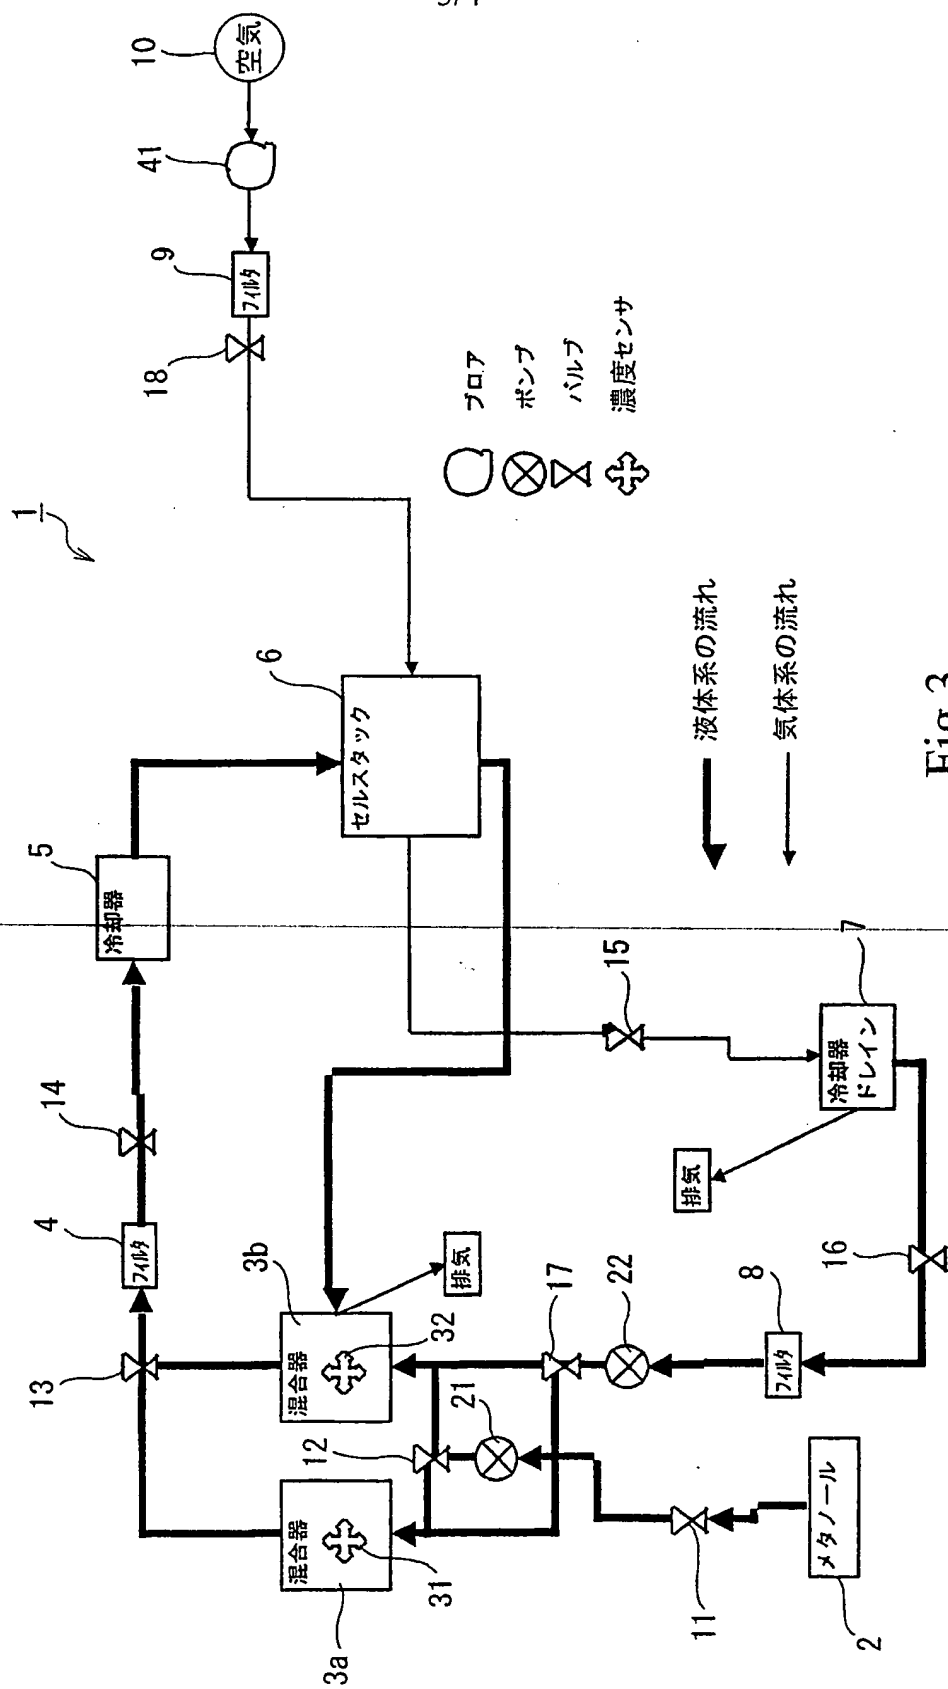 1
5
冷却器
14
4
フィルタ
13
3b
混合器
32
排気
混合器
31
3a
12
21
17
22
8
フィルタ
11
メタノール
2
16
冷却器
ドレイン
7
排気
15
6
セルスタック
18
9
フィルタ
41
10
空気
ブロア
ポンプ
バルブ
濃度センサ
液体系の流れ
気体系の流れ
Fig.3